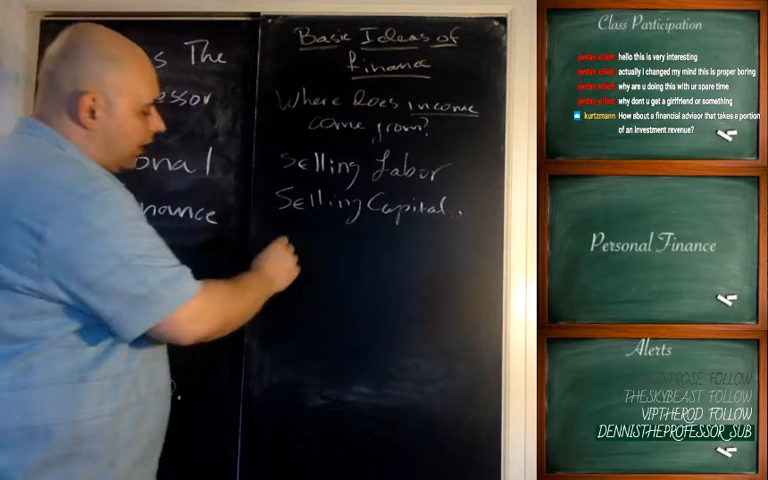 s The
essor
onal
nance
Basic Ideas of
finance
Where Does income
come from?
Selling Labor
Selling Capital..
Class Participation
hello this is very interesting
actually I changed my mind this is proper boring
why are u doing this with ur spare time
why dont u get a girlfriend or something
kurtzmann How about a financial advisor that takes a portion
of an investment revenue?
Personal Finance
Alerts
FOLLOW
THESKYBEAST FOLLOW
VIPTHEROD FOLLOW
DENNISTHEPROFESSOR SUB